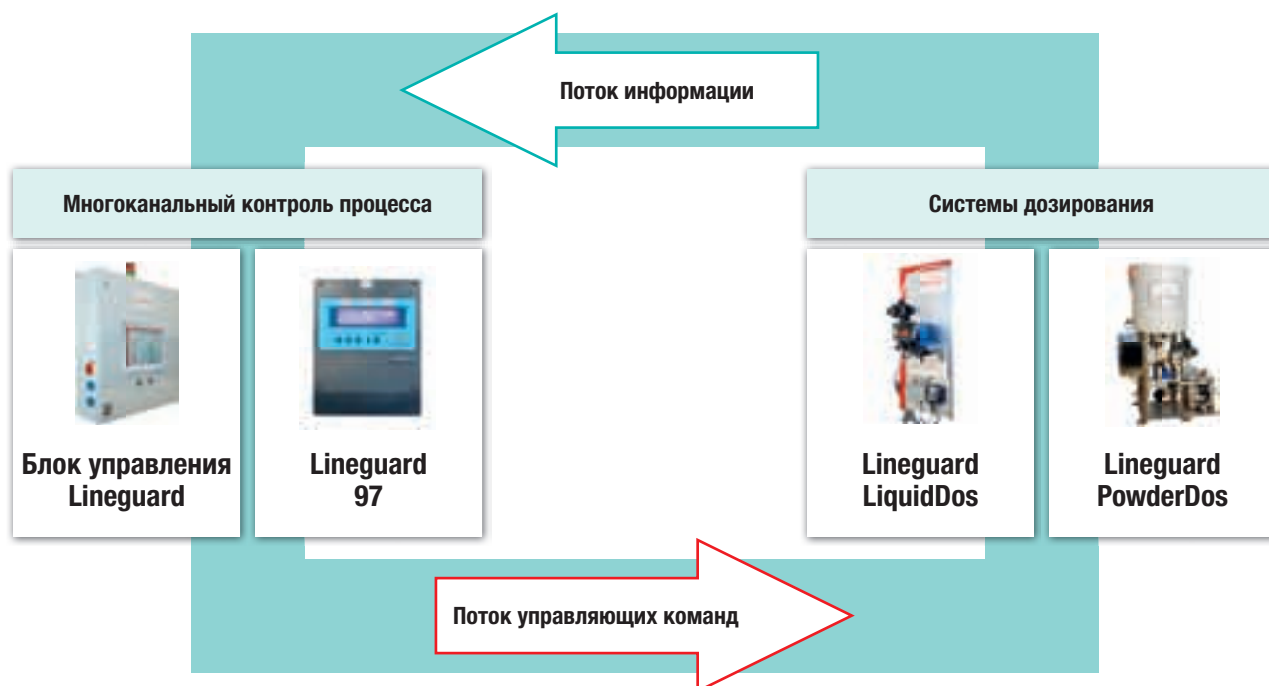 Поток информации
Многоканальный контроль процесса
Системы дозирования
Блок управления
Lineguard
Lineguard
97
Lineguard
LiquidDos
Lineguard
PowderDos
Поток управляющих команд